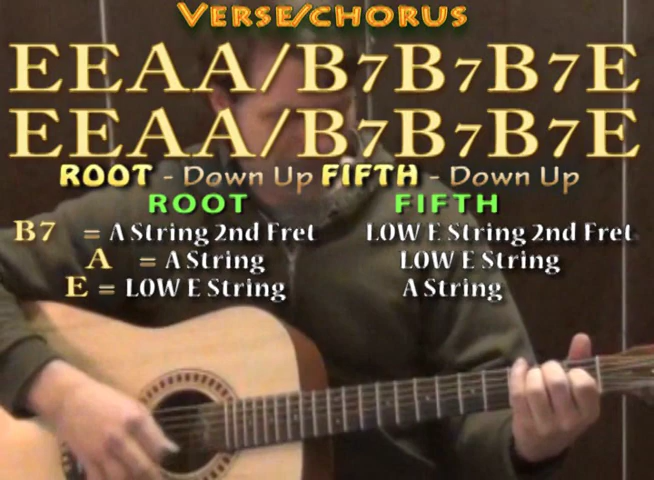 VERSE/CHORUS
EEAA/B7B7B7E
EEAA/B7B7B7E
ROOT - Down Up FIFTH - Down Up
ROOT FIFTH
B7 = A String 2nd Fret LOW E String 2nd Fret
A = A String LOW E String
E = LOW E String A String